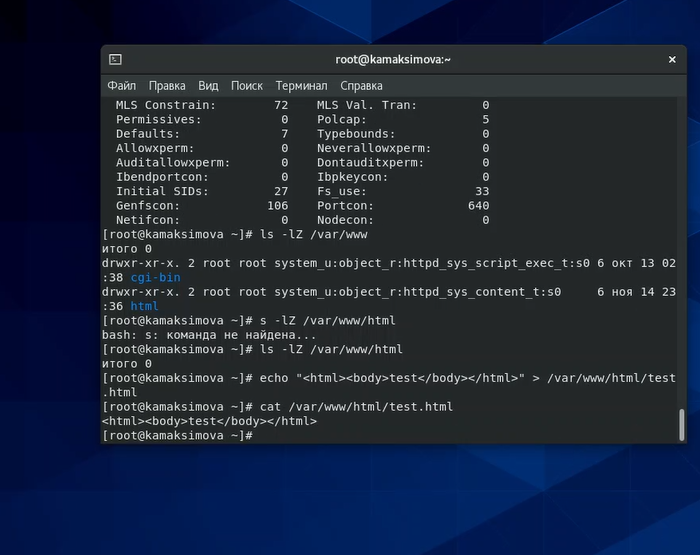 root@kamaksimova:~
Файл Правка Вид Поиск Терминал Справка
MLS Constrain: 72 MLS Val. Tran: 0
Permissives: 0 Polcap: 5
Defaults: 7 Typebounds: 0
Allowxperm: 0 Neverallowxperm: 0
Auditallowxperm: 0 Dontauditxperm: 0
Ibendportcon: 0 Ibpkeycon: 0
Initial SIDs: 27 Fs_use: 33
Genfscon: 106 Portcon: 640
Netifcon: 0 Nodecon: 0
[root@kamaksimova ~]# ls -lZ /var/www
итого 0
drwxr-xr-x. 2 root root system_u:object_r:httpd_sys_script_exec_t:s0 6 окт 13 02
:38 cgi-bin
drwxr-xr-x. 2 root root system_u:object_r:httpd_sys_content_t:s0 6 ноя 14 23
:36 html
[root@kamaksimova ~]# s -lZ /var/www/html
bash: s: команда не найдена...
[root@kamaksimova ~]# ls -lZ /var/www/html
итого 0
[root@kamaksimova ~]# echo "<html><body>test</body></html>" > /var/www/html/test
.html
[root@kamaksimova ~]# cat /var/www/html/test.html
<html><body>test</body></html>
[root@kamaksimova ~]#